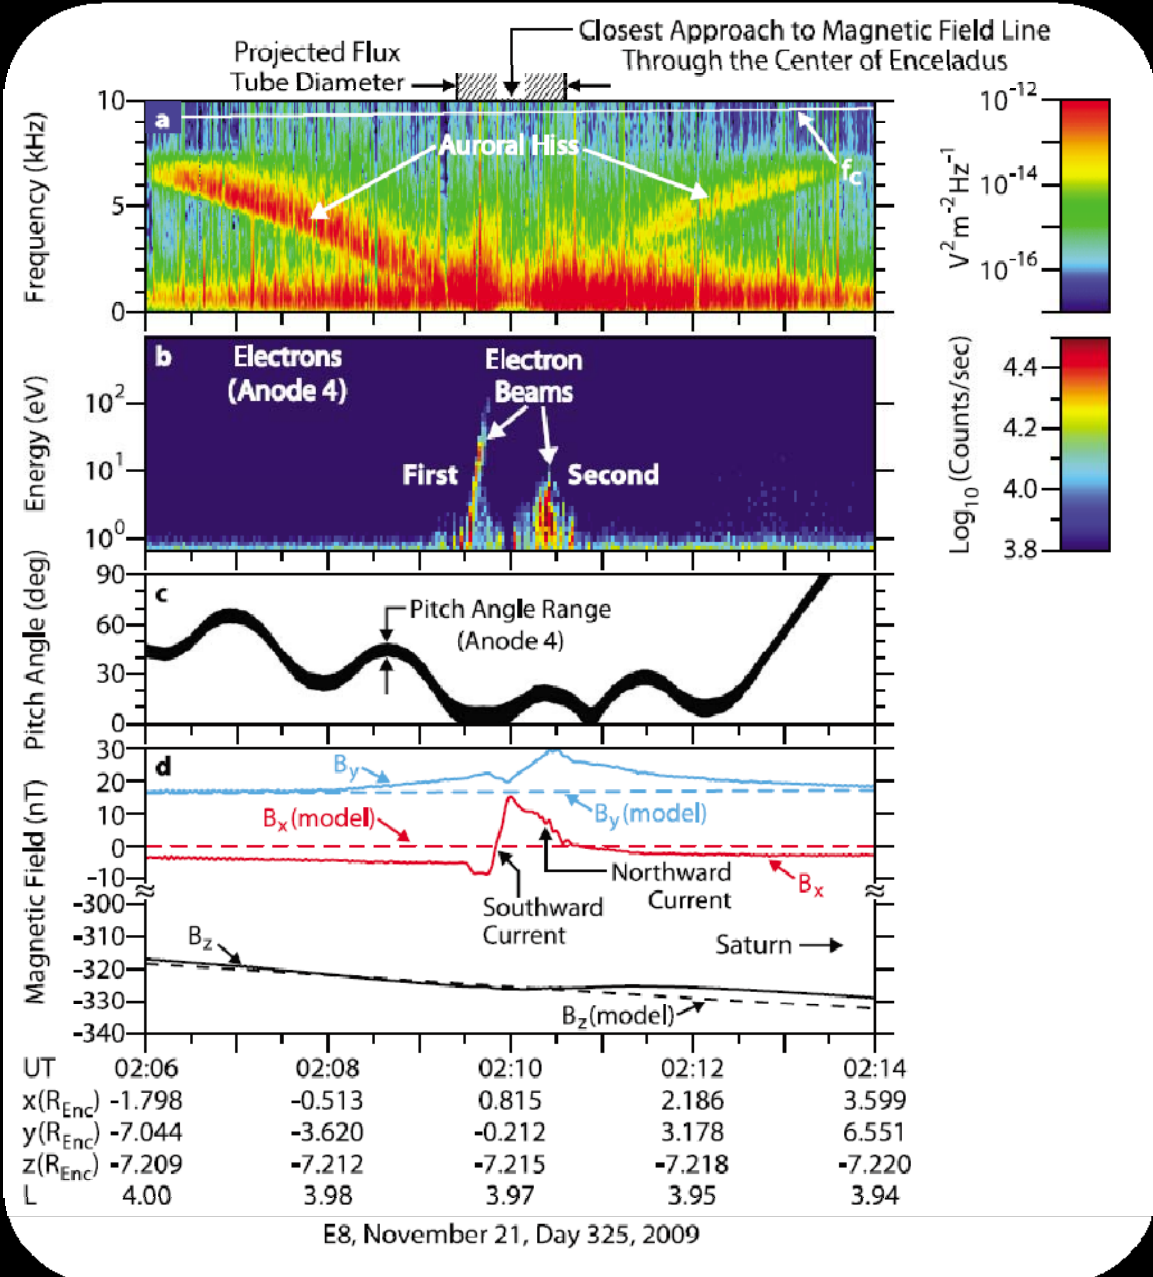 Closest Approach to Magnetic Field Line
Through the Center of Enceladus
Projected Flux
Tube Diameter
10
5
0
Frequency (kHz)
a
Auroral Hiss
fc
10-12
10-14
10-16
V2 m-2 Hz-1
b
Electrons
(Anode 4)
Electron
Beams
First
Second
102
101
100
Energy (eV)
4.4
4.2
4.0
3.8
Log10 (Counts/sec)
90
60
30
0
Pitch Angle (deg)
c
Pitch Angle Range
(Anode 4)
30
20
10
0
-10
-300
-310
-320
-330
-340
Magnetic Field (nT)
d
By
By(model)
Bx(model)
Bx
Northward
Current
Southward
Current
Saturn
Bz
Bz(model)
UT 02:06 02:08 02:10 02:12 02:14
x(REnc) -1.798 -0.513 0.815 2.186 3.599
y(REnc) -7.044 -3.620 -0.212 3.178 6.551
z(REnc) -7.209 -7.212 -7.215 -7.218 -7.220
L 4.00 3.98 3.97 3.95 3.94
E8, November 21, Day 325, 2009